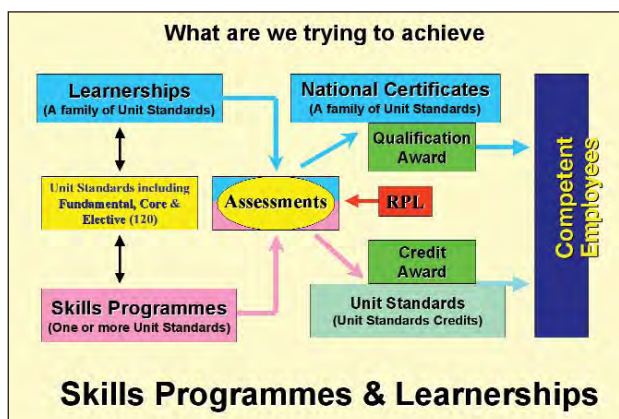 What are we trying to achieve
Learnerships
(A family of Unit Standards)
National Certificates
(A family of Unit Standards)
Qualification
Award
Unit Standards including
Fundamental, Core &
Elective (120)
Assessments
RPL
Competent
Employees
Credit
Award
Skills Programmes
(One or more Unit Standards)
Unit Standards
(Unit Standards Credits)
Skills Programmes & Learnerships